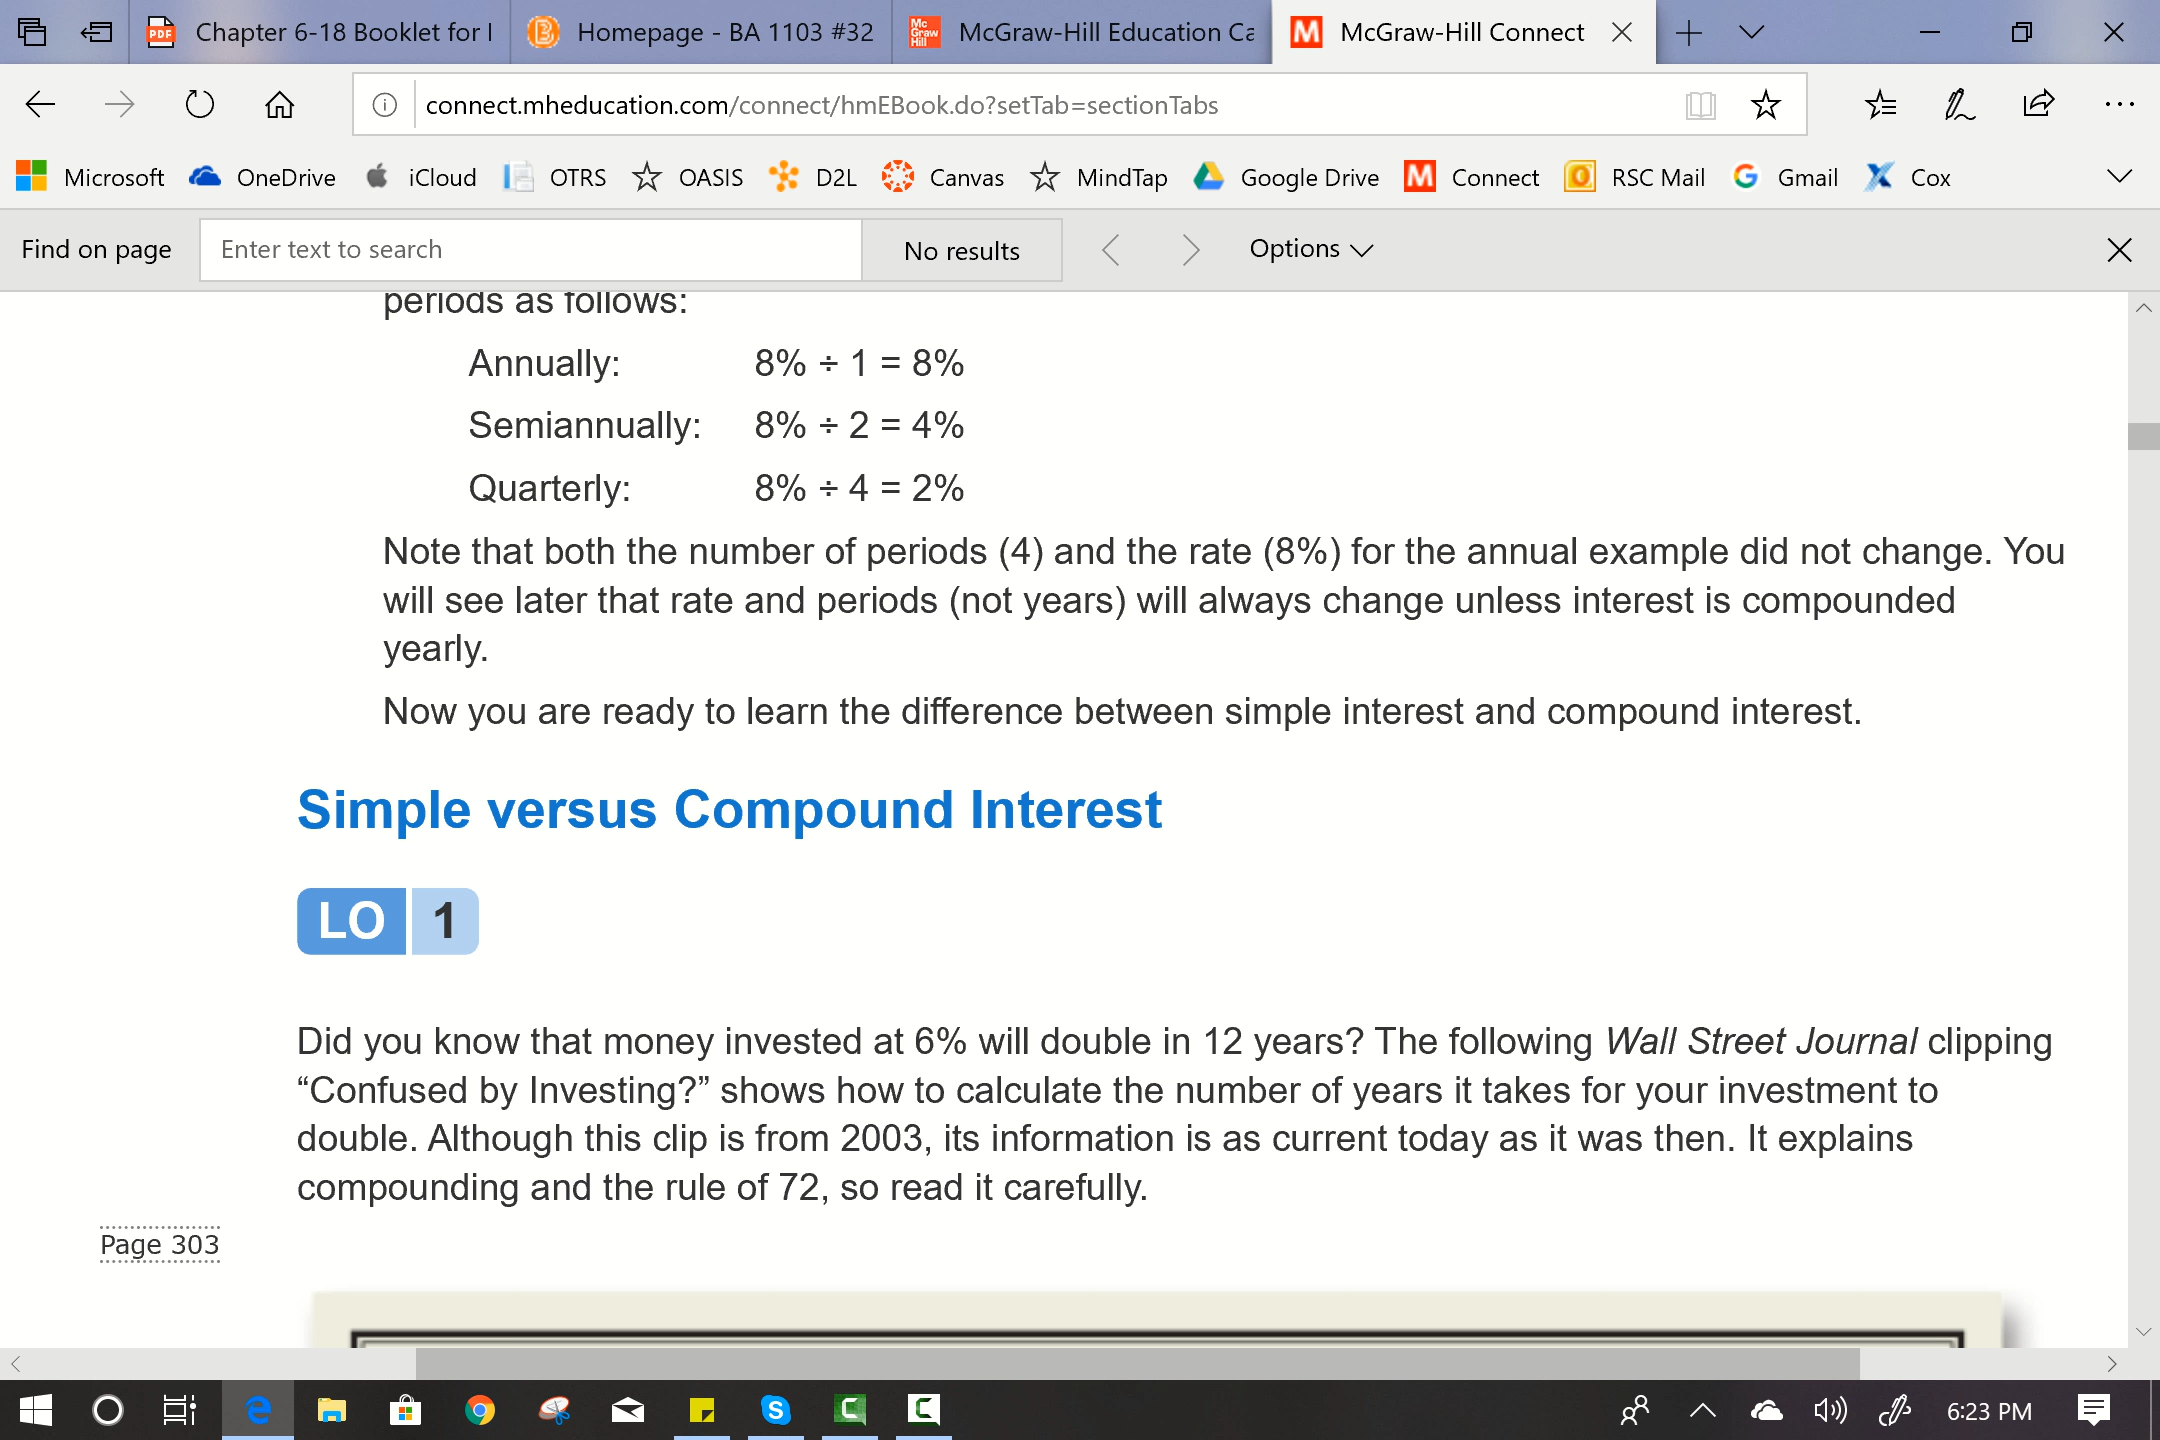 Chapter 6-18 Booklet for I
Homepage - BA 1103 #32
Mc Graw Hill
McGraw-Hill Education Ca
M
McGraw-Hill Connect
connect.mheducation.com/connect/hmEBook.do?setTab=sectionTabs
Microsoft OneDrive iCloud OTRS OASIS D2L Canvas MindTap Google Drive M Connect RSC Mail Gmail Cox
Find on page Enter text to search No results Options
periods as follows:
Annually: 8% ÷ 1 = 8%
Semiannually: 8% ÷ 2 = 4%
Quarterly: 8% ÷ 4 = 2%
Note that both the number of periods (4) and the rate (8%) for the annual example did not change. You
will see later that rate and periods (not years) will always change unless interest is compounded
yearly.
Now you are ready to learn the difference between simple interest and compound interest.
Simple versus Compound Interest
LO 1
Did you know that money invested at 6% will double in 12 years? The following Wall Street Journal clipping
“Confused by Investing?” shows how to calculate the number of years it takes for your investment to
double. Although this clip is from 2003, its information is as current today as it was then. It explains
compounding and the rule of 72, so read it carefully.
Page 303
6:23 PM